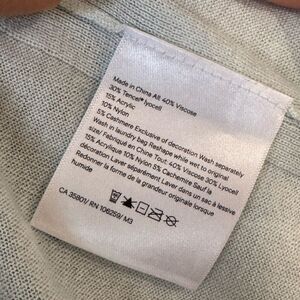 Made in China All: 40% Viscose
30% Tencel® lyocell
15% Acrylic
10% Nylon
5% Cashmere Exclusive of decoration Wash separately
Wash in laundry bag Reshape while wet to original
size/ Fabriqué en Chine Tout: 40% Viscose 30% Lyocell
15% Acrylique 10% Nylon 5% Cachemire Sauf la
décoration Laver séparément Laver dans un sac à lessive
Redonner la forme de la grandeur originale lorsque
humide
CA 35801/ RN 106259/ M3